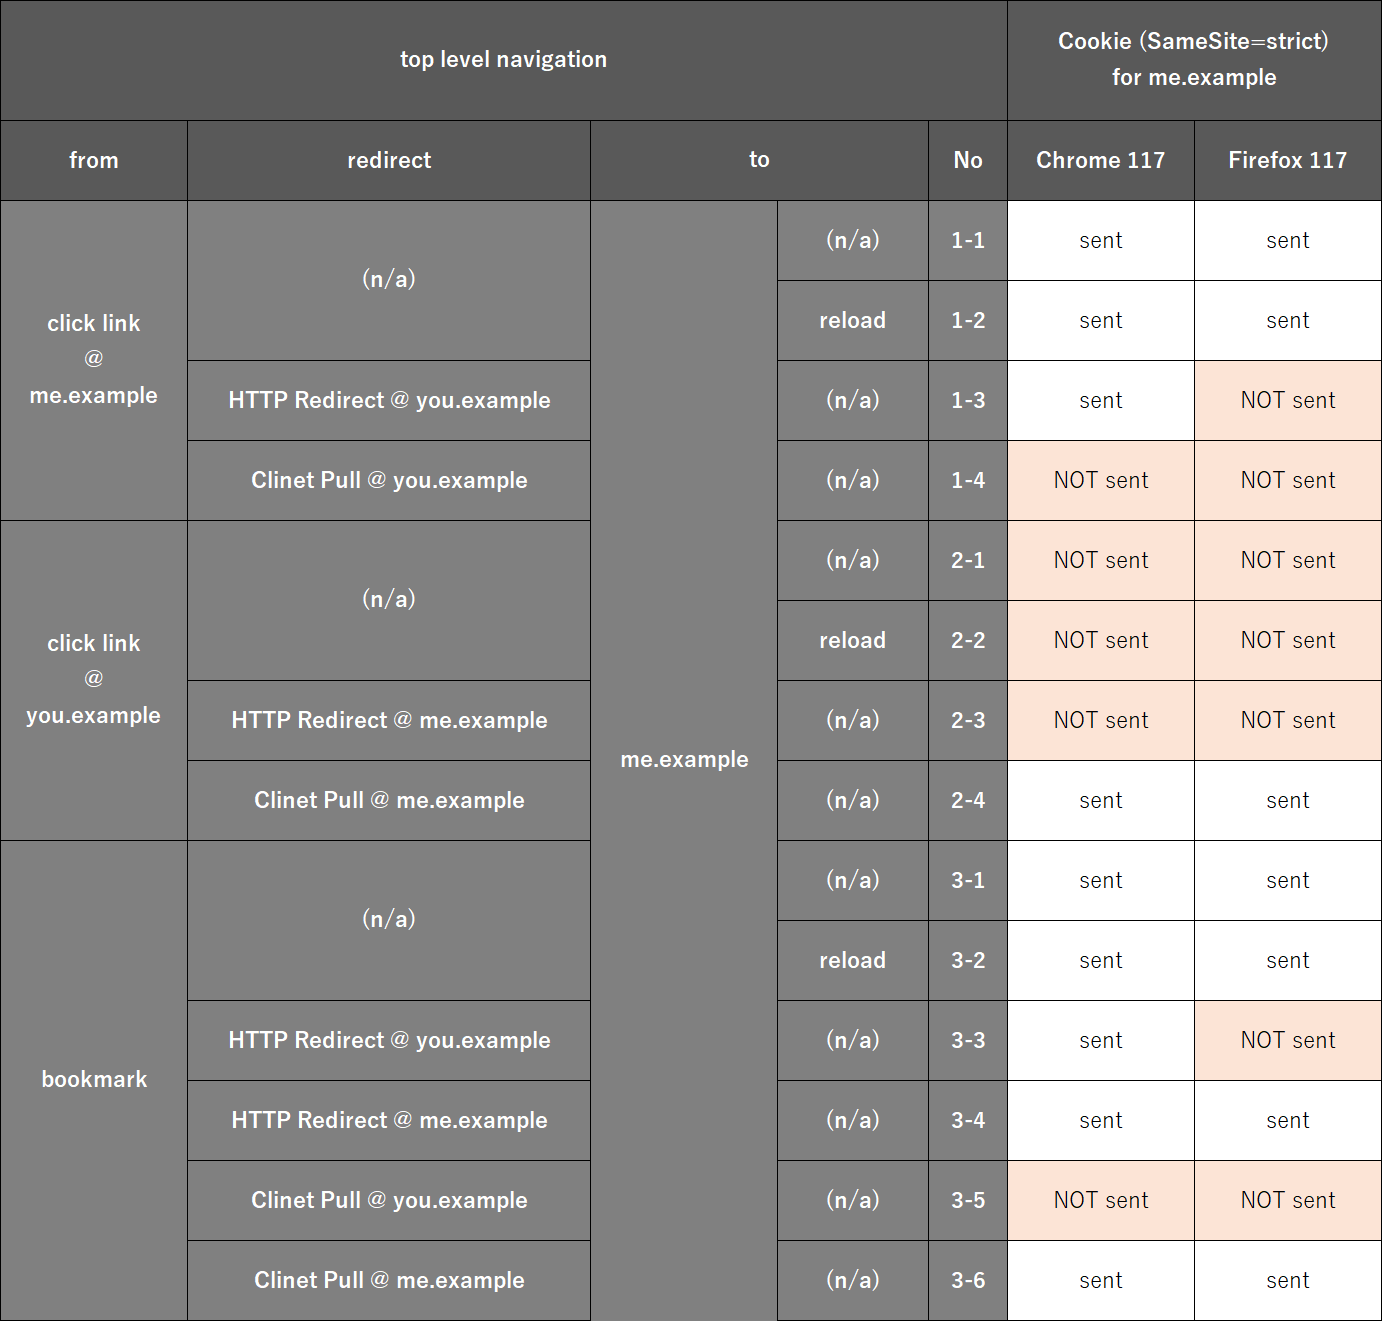 top level navigation
Cookie (SameSite=strict)
for me.example
from
redirect
to
No
Chrome 117
Firefox 117
click link
@
me.example
(n/a)
me.example
(n/a)
1-1
sent
sent
reload
1-2
sent
sent
HTTP Redirect @ you.example
(n/a)
1-3
sent
NOT sent
Clinet Pull @ you.example
(n/a)
1-4
NOT sent
NOT sent
click link
@
you.example
(n/a)
(n/a)
2-1
NOT sent
NOT sent
reload
2-2
NOT sent
NOT sent
HTTP Redirect @ me.example
(n/a)
2-3
NOT sent
NOT sent
Clinet Pull @ me.example
(n/a)
2-4
sent
sent
bookmark
(n/a)
(n/a)
3-1
sent
sent
reload
3-2
sent
sent
HTTP Redirect @ you.example
(n/a)
3-3
sent
NOT sent
HTTP Redirect @ me.example
(n/a)
3-4
sent
sent
Clinet Pull @ you.example
(n/a)
3-5
NOT sent
NOT sent
Clinet Pull @ me.example
(n/a)
3-6
sent
sent